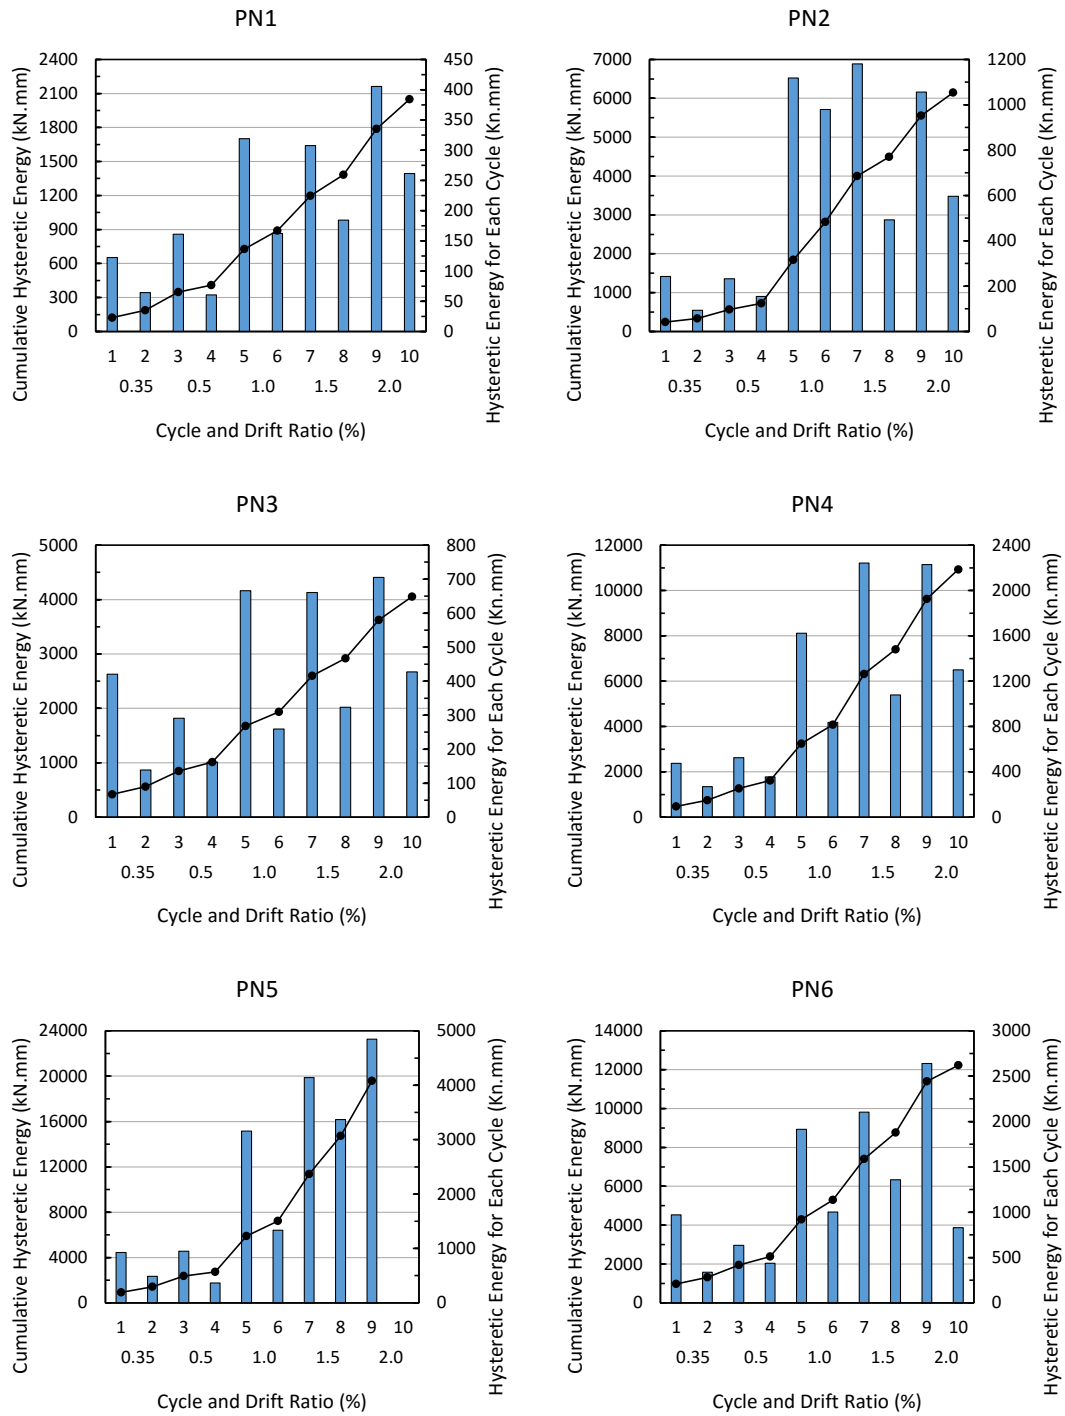 PN1
Cumulative Hysteretic Energy (kN.mm)
2400
2100
1800
1500
1200
900
600
300
0
450
400
350
300
250
200
150
100
50
0
Hysteretic Energy for Each Cycle (Kn.mm)
1 2 3 4 5 6 7 8 9 10
0.35 0.5 1.0 1.5 2.0
Cycle and Drift Ratio (%)
PN2
Cumulative Hysteretic Energy (kN.mm)
7000
6000
5000
4000
3000
2000
1000
0
1200
1000
800
600
400
200
0
Hysteretic Energy for Each Cycle (Kn.mm)
1 2 3 4 5 6 7 8 9 10
0.35 0.5 1.0 1.5 2.0
Cycle and Drift Ratio (%)
PN3
Cumulative Hysteretic Energy (kN.mm)
5000
4000
3000
2000
1000
0
800
700
600
500
400
300
200
100
0
Hysteretic Energy for Each Cycle (Kn.mm)
1 2 3 4 5 6 7 8 9 10
0.35 0.5 1.0 1.5 2.0
Cycle and Drift Ratio (%)
PN4
Cumulative Hysteretic Energy (kN.mm)
12000
10000
8000
6000
4000
2000
0
2400
2000
1600
1200
800
400
0
Hysteretic Energy for Each Cycle (Kn.mm)
1 2 3 4 5 6 7 8 9 10
0.35 0.5 1.0 1.5 2.0
Cycle and Drift Ratio (%)
PN5
Cumulative Hysteretic Energy (kN.mm)
24000
20000
16000
12000
8000
4000
0
5000
4000
3000
2000
1000
0
Hysteretic Energy for Each Cycle (Kn.mm)
1 2 3 4 5 6 7 8 9 10
0.35 0.5 1.0 1.5 2.0
Cycle and Drift Ratio (%)
PN6
Cumulative Hysteretic Energy (kN.mm)
14000
12000
10000
8000
6000
4000
2000
0
3000
2500
2000
1500
1000
500
0
Hysteretic Energy for Each Cycle (Kn.mm)
1 2 3 4 5 6 7 8 9 10
0.35 0.5 1.0 1.5 2.0
Cycle and Drift Ratio (%)